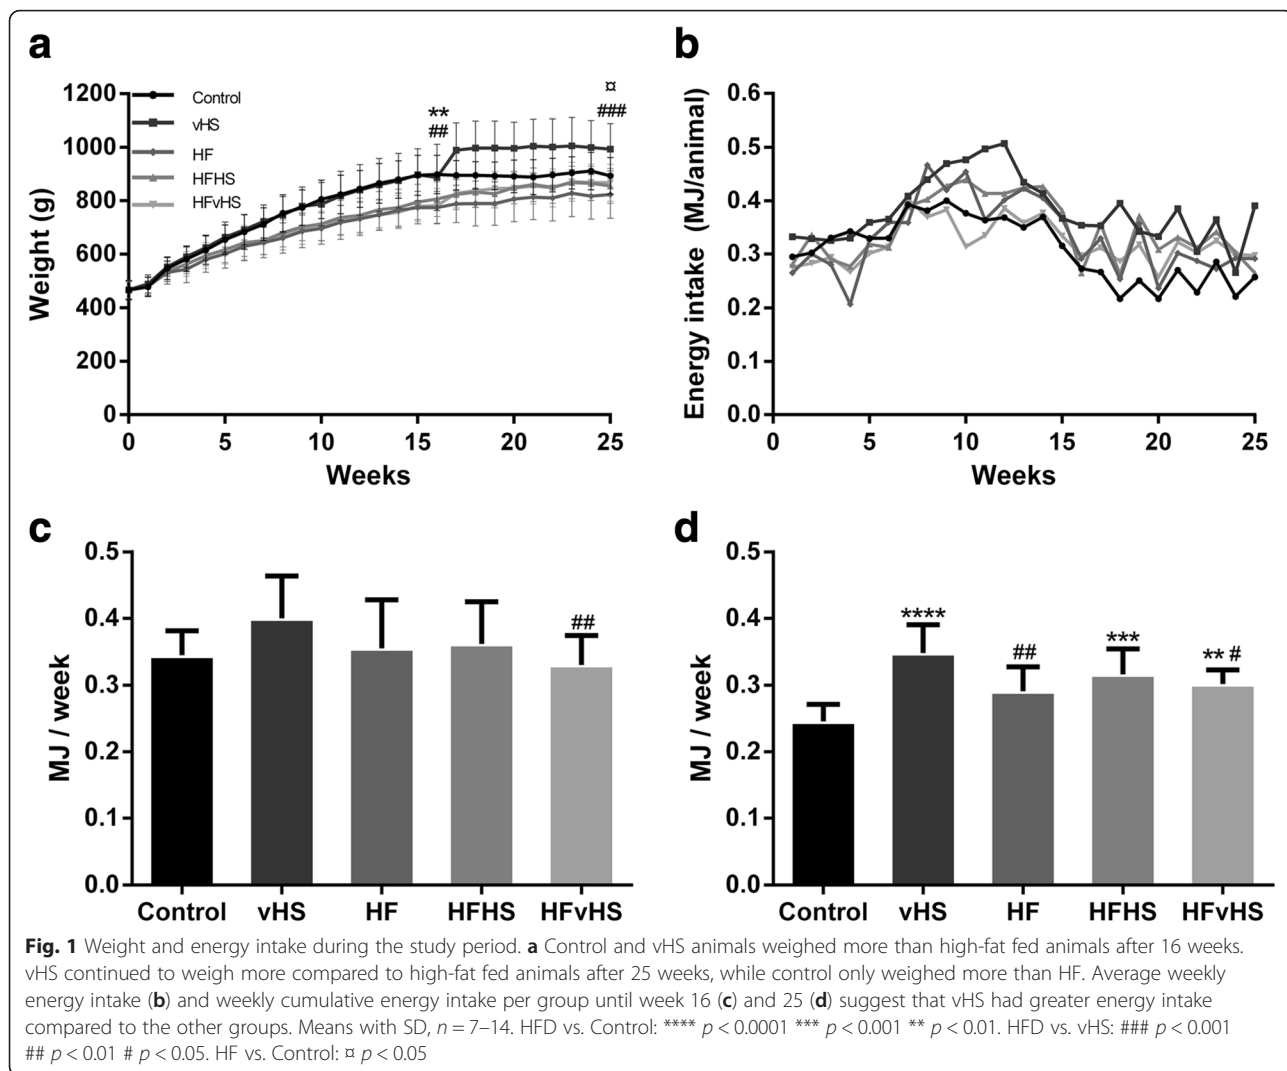 a
1200
1000
800
600
400
200
0
Weight (g)
Control
vHS
HF
HFHS
HFvHS
**
##
¤
###
0 5 10 15 20 25
Weeks
b
0.6
0.5
0.4
0.3
0.2
0.1
0.0
Energy intake (MJ/animal)
0 5 10 15 20 25
Weeks
c
0.5
0.4
0.3
0.2
0.1
0.0
MJ / week
##
Control vHS HF HFHS HFvHS
d
0.5
0.4
0.3
0.2
0.1
0.0
MJ / week
****
##
***
** #
Control vHS HF HFHS HFvHS
Fig. 1 Weight and energy intake during the study period. a Control and vHS animals weighed more than high-fat fed animals after 16 weeks.
vHS continued to weigh more compared to high-fat fed animals after 25 weeks, while control only weighed more than HF. Average weekly
energy intake (b) and weekly cumulative energy intake per group until week 16 (c) and 25 (d) suggest that vHS had greater energy intake
compared to the other groups. Means with SD, n = 7–14. HFD vs. Control: **** p < 0.0001 *** p < 0.001 ** p < 0.01. HFD vs. vHS: ### p < 0.001
## p < 0.01 # p < 0.05. HF vs. Control: ¤ p < 0.05